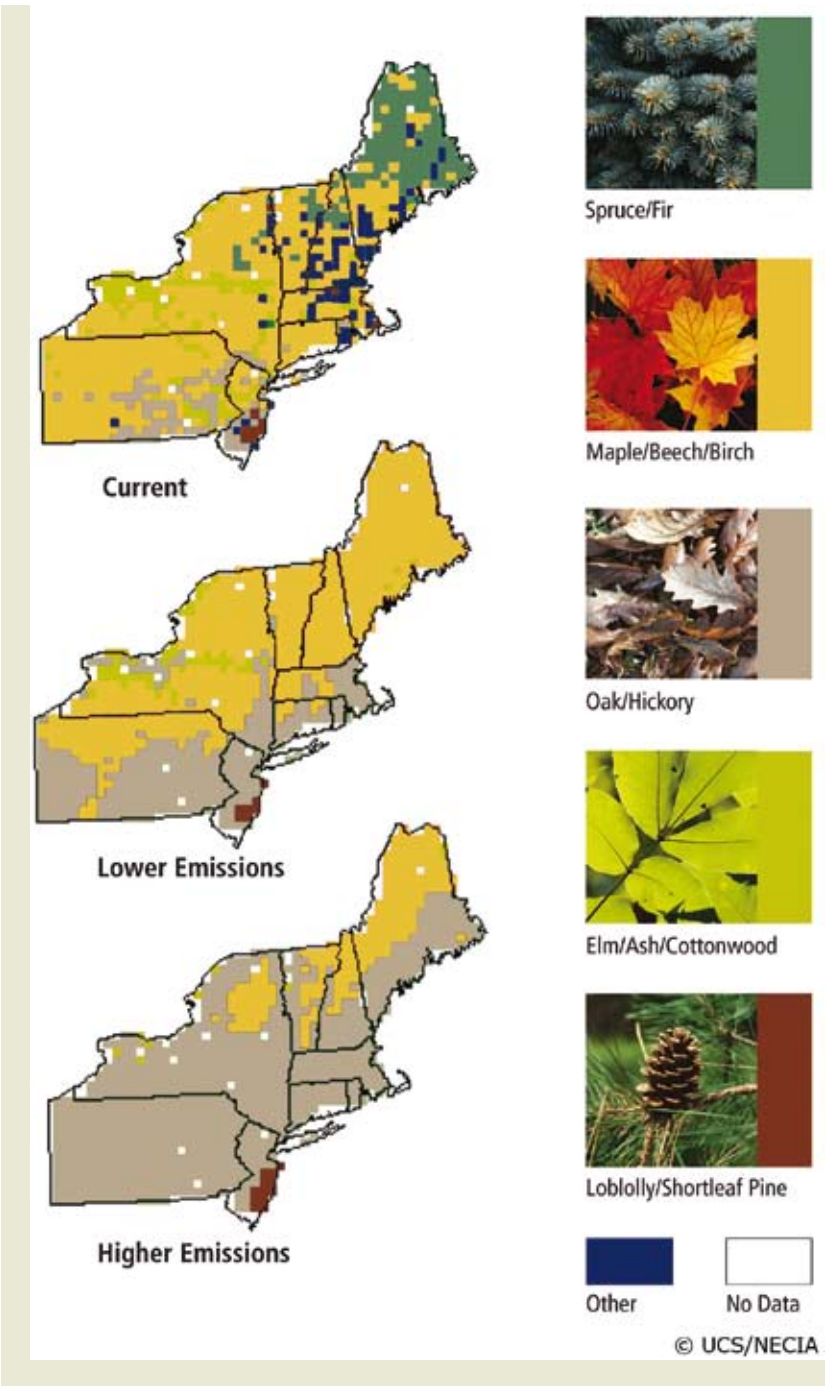 Spruce/Fir
Maple/Beech/Birch
Current
Oak/Hickory
Lower Emissions
Elm/Ash/Cottonwood
Loblolly/Shortleaf Pine
Higher Emissions
Other
No Data
© UCS/NECIA